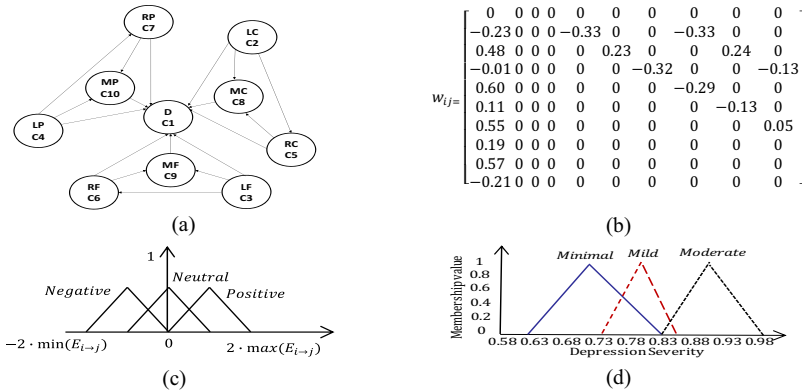 RP
C7
LC
C2
MP
C10
MC
C8
D
C1
LP
C4
RC
C5
MF
C9
RF
C6
LF
C3
(a)
w_ij=
0 0 0 0 0 0 0 0 0 0
−0.23 0 0 0 −0.33 0 0 −0.33 0 0
0.48 0 0 0 0 0.23 0 0 0.24 0
−0.01 0 0 0 0 0 −0.32 0 0 −0.13
0.60 0 0 0 0 0 0 −0.29 0 0
0.11 0 0 0 0 0 0 0 −0.13 0
0.55 0 0 0 0 0 0 0 0 0.05
0.19 0 0 0 0 0 0 0 0 0
0.57 0 0 0 0 0 0 0 0 0
−0.21 0 0 0 0 0 0 0 0 0
(b)
1
Negative
Neutral
Positive
−2 · min(E_i→j)
0
2 · max(E_i→j)
(c)
Minimal Mild Moderate
Membership value
1
0.8
0.6
0.4
0.2
0
0.58 0.63 0.68 0.73 0.78 0.83 0.88 0.93 0.98
Depression Severity
(d)